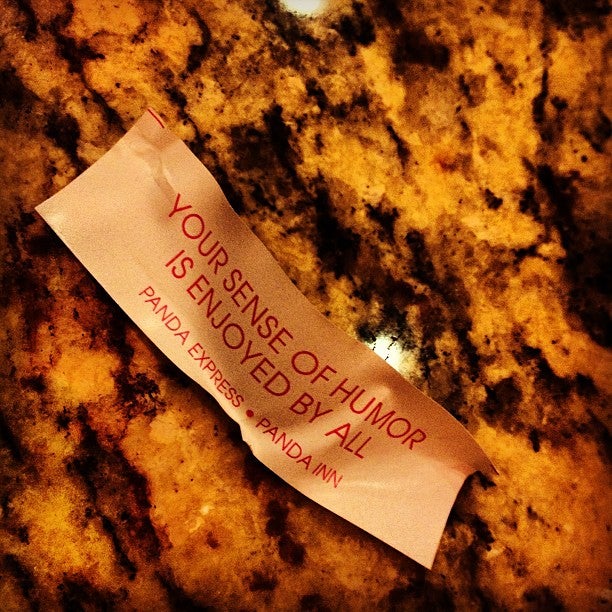 YOUR SENSE OF HUMOR
IS ENJOYED BY ALL
PANDA EXPRESS • PANDA INN